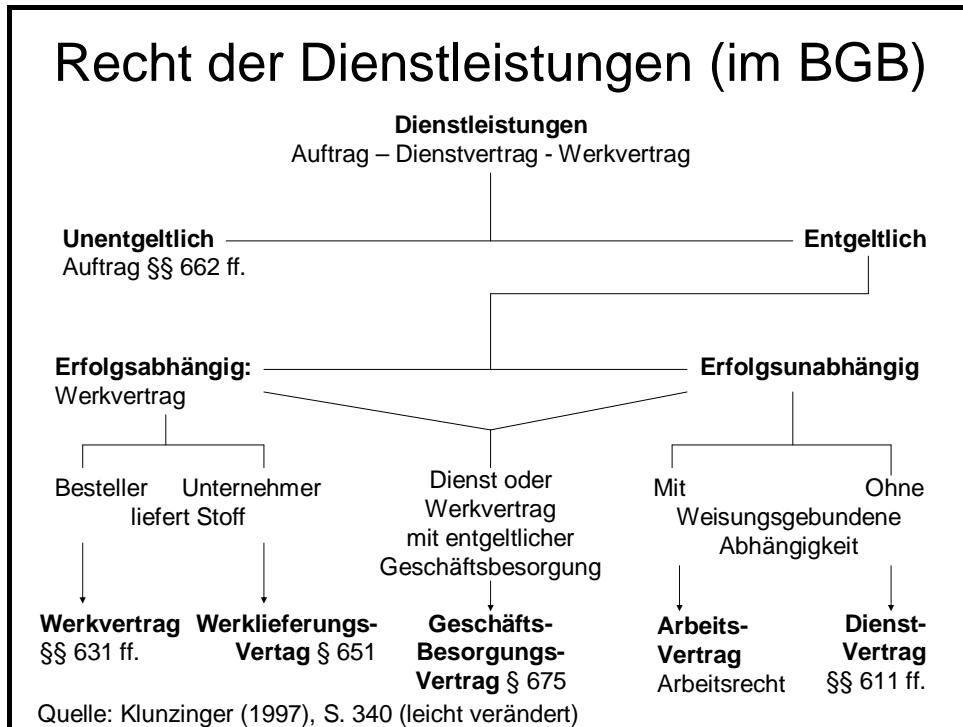 Recht der Dienstleistungen (im BGB)
Dienstleistungen
Auftrag – Dienstvertrag - Werkvertrag
Unentgeltlich
Auftrag §§ 662 ff.
Entgeltlich
Erfolgsabhängig:
Werkvertrag
Erfolgsunabhängig
Besteller Unternehmer
liefert Stoff
Dienst oder
Werkvertrag
mit entgeltlicher
Geschäftsbesorgung
Mit Ohne
Weisungsgebundene
Abhängigkeit
Werkvertrag
§§ 631 ff.
Werklieferungs-
Vertag § 651
Geschäfts-
Besorgungs-
Vertrag § 675
Arbeits-
Vertrag
Arbeitsrecht
Dienst-
Vertrag
§§ 611 ff.
Quelle: Klunzinger (1997), S. 340 (leicht verändert)